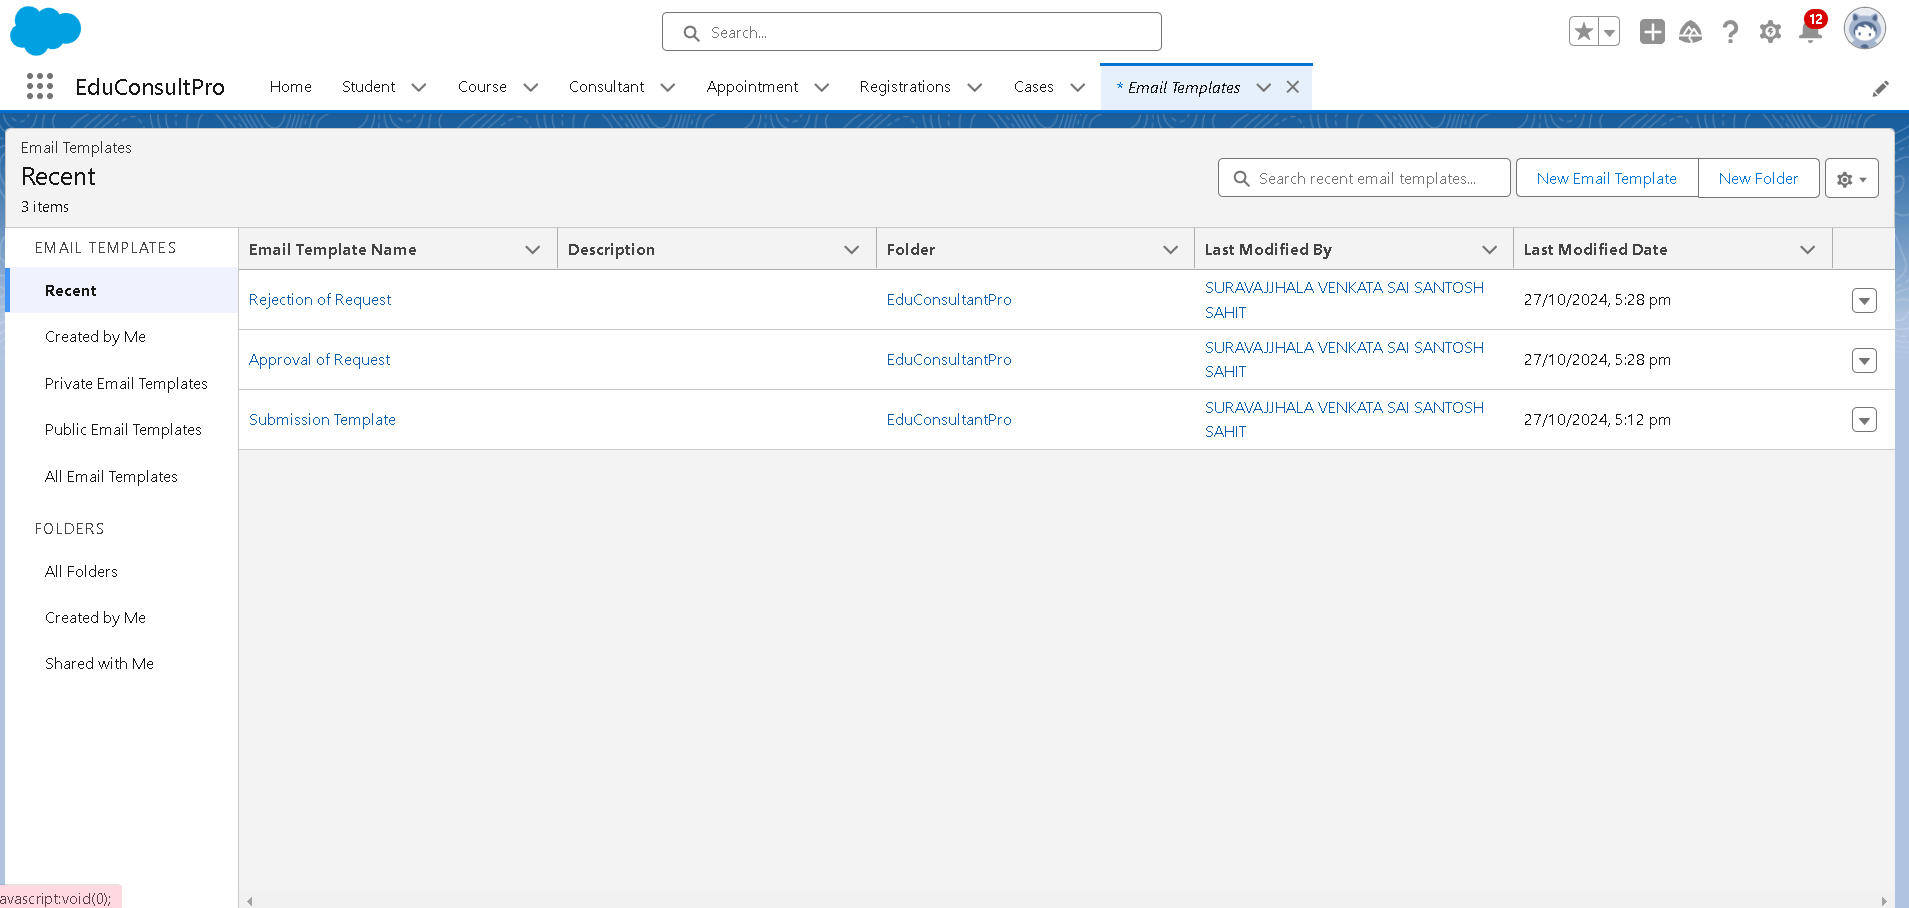 Search...
12
EduConsultPro
Home
Student
Course
Consultant
Appointment
Registrations
Cases
* Email Templates
Email Templates
Recent
3 items
Search recent email templates...
New Email Template
New Folder
EMAIL TEMPLATES
Recent
Created by Me
Private Email Templates
Public Email Templates
All Email Templates
FOLDERS
All Folders
Created by Me
Shared with Me
Email Template Name
Description
Folder
Last Modified By
Last Modified Date
Rejection of Request
EduConsultantPro
SURAVAJJHALA VENKATA SAI SANTOSH
SAHIT
27/10/2024, 5:28 pm
Approval of Request
EduConsultantPro
SURAVAJJHALA VENKATA SAI SANTOSH
SAHIT
27/10/2024, 5:28 pm
Submission Template
EduConsultantPro
SURAVAJJHALA VENKATA SAI SANTOSH
SAHIT
27/10/2024, 5:12 pm
avascript:void(0);